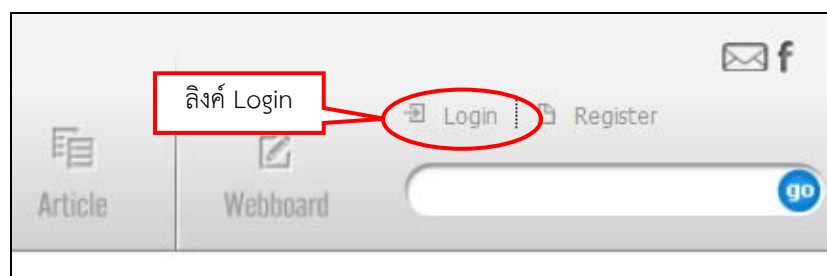 ลิงค์ Login
Login
Register
Article
Webboard
go